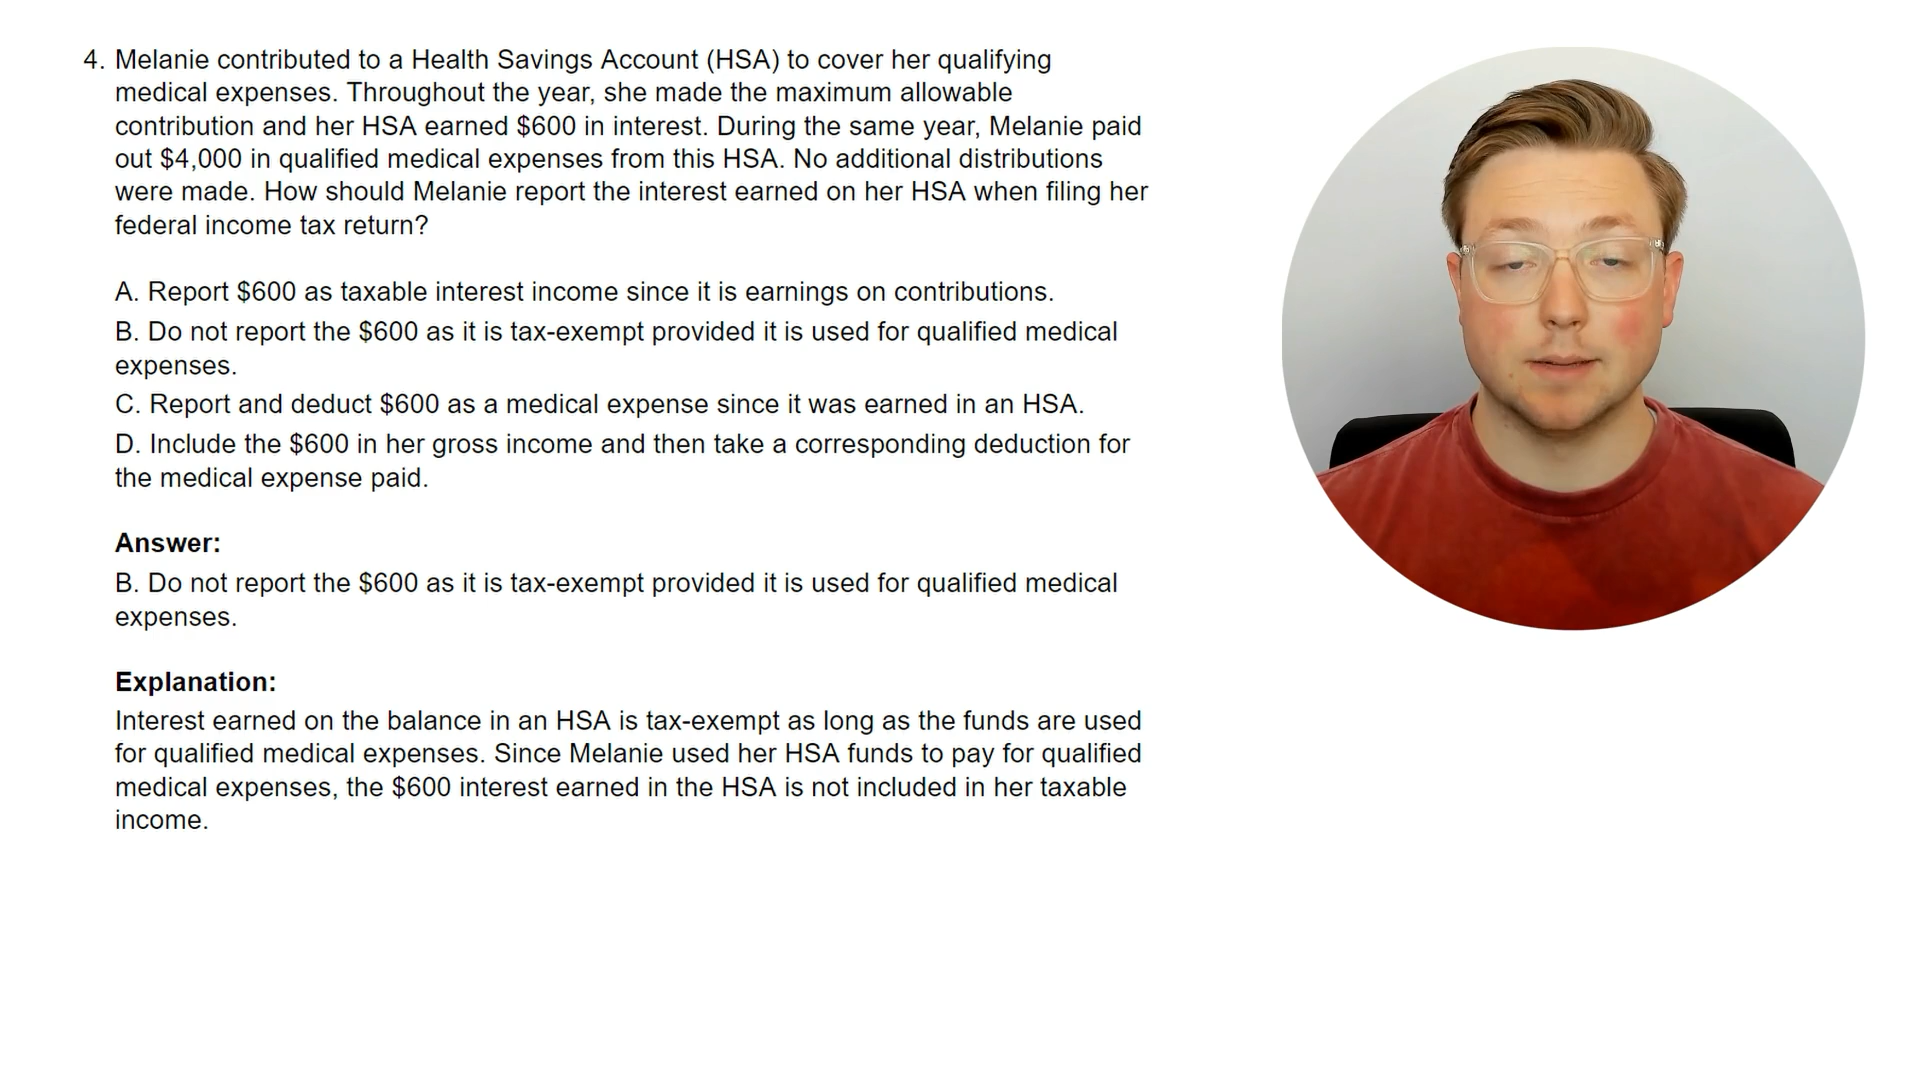 4. Melanie contributed to a Health Savings Account (HSA) to cover her qualifying
medical expenses. Throughout the year, she made the maximum allowable
contribution and her HSA earned $600 in interest. During the same year, Melanie paid
out $4,000 in qualified medical expenses from this HSA. No additional distributions
were made. How should Melanie report the interest earned on her HSA when filing her
federal income tax return?
A. Report $600 as taxable interest income since it is earnings on contributions.
B. Do not report the $600 as it is tax-exempt provided it is used for qualified medical
expenses.
C. Report and deduct $600 as a medical expense since it was earned in an HSA.
D. Include the $600 in her gross income and then take a corresponding deduction for
the medical expense paid.
Answer:
B. Do not report the $600 as it is tax-exempt provided it is used for qualified medical
expenses.
Explanation:
Interest earned on the balance in an HSA is tax-exempt as long as the funds are used
for qualified medical expenses. Since Melanie used her HSA funds to pay for qualified
medical expenses, the $600 interest earned in the HSA is not included in her taxable
income.